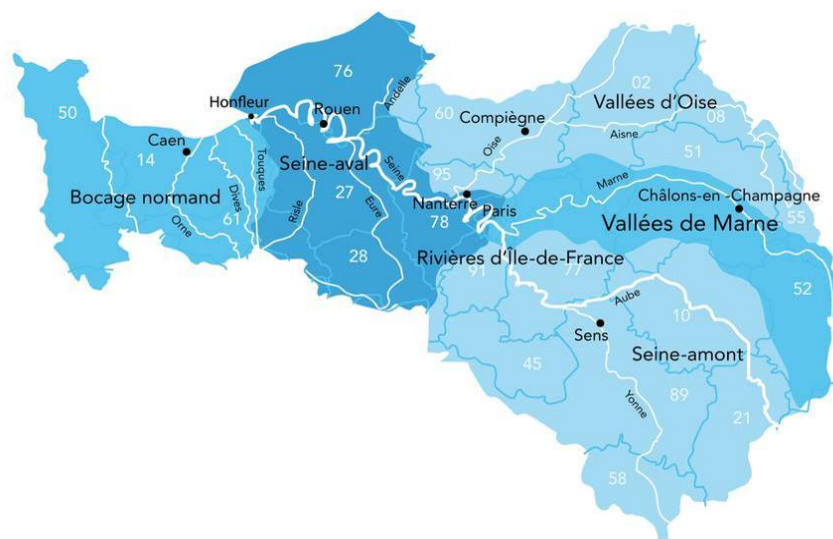 76
02
50
Andelle
60
Vallées d'Oise
Honfleur
Rouen
Compiègne
08
Caen
Oise
Aisne
14
Touques
Seine-aval
Seine
51
95
Marne
Bocage normand
Dives
27
Nanterre
Châlons-en -Champagne
Orne
61
Risle
Eure
78
Paris
Vallées de Marne
55
28
Rivières d'Île-de-France
91
77
52
Aube
10
Sens
45
Seine-amont
89
Yonne
21
58